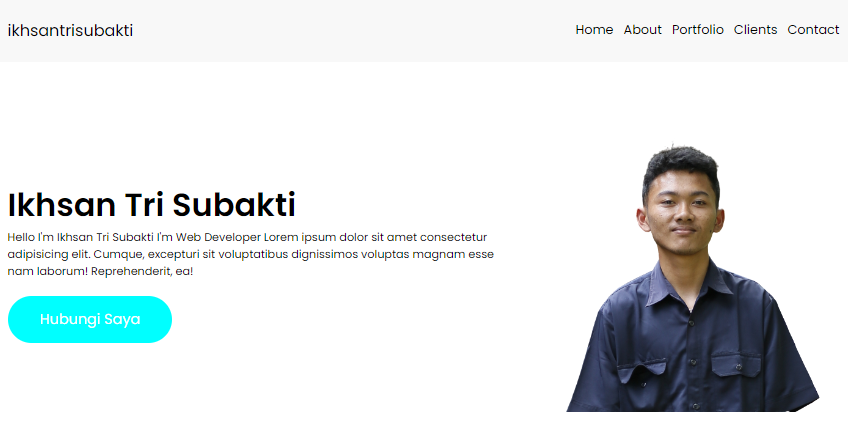 ikhsantrisubakti
Home About Portfolio Clients Contact
Ikhsan Tri Subakti
Hello I'm Ikhsan Tri Subakti I'm Web Developer Lorem ipsum dolor sit amet consectetur
adipisicing elit. Cumque, excepturi sit voluptatibus dignissimos voluptas magnam esse
nam laborum! Reprehenderit, ea!
Hubungi Saya